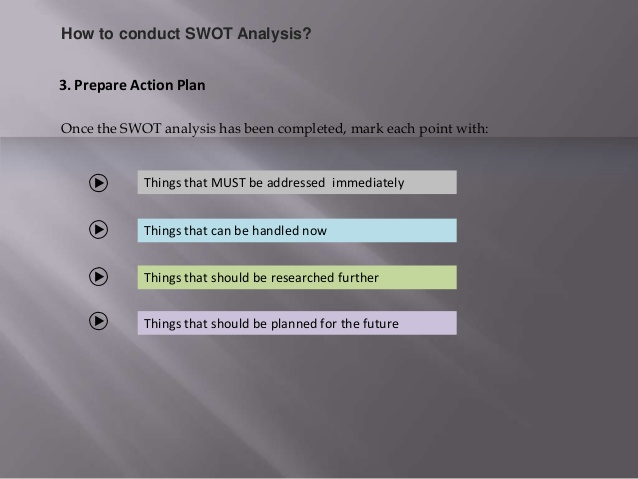 How to conduct SWOT Analysis?
3. Prepare Action Plan
Once the SWOT analysis has been completed, mark each point with:
Things that MUST be addressed immediately
Things that can be handled now
Things that should be researched further
Things that should be planned for the future